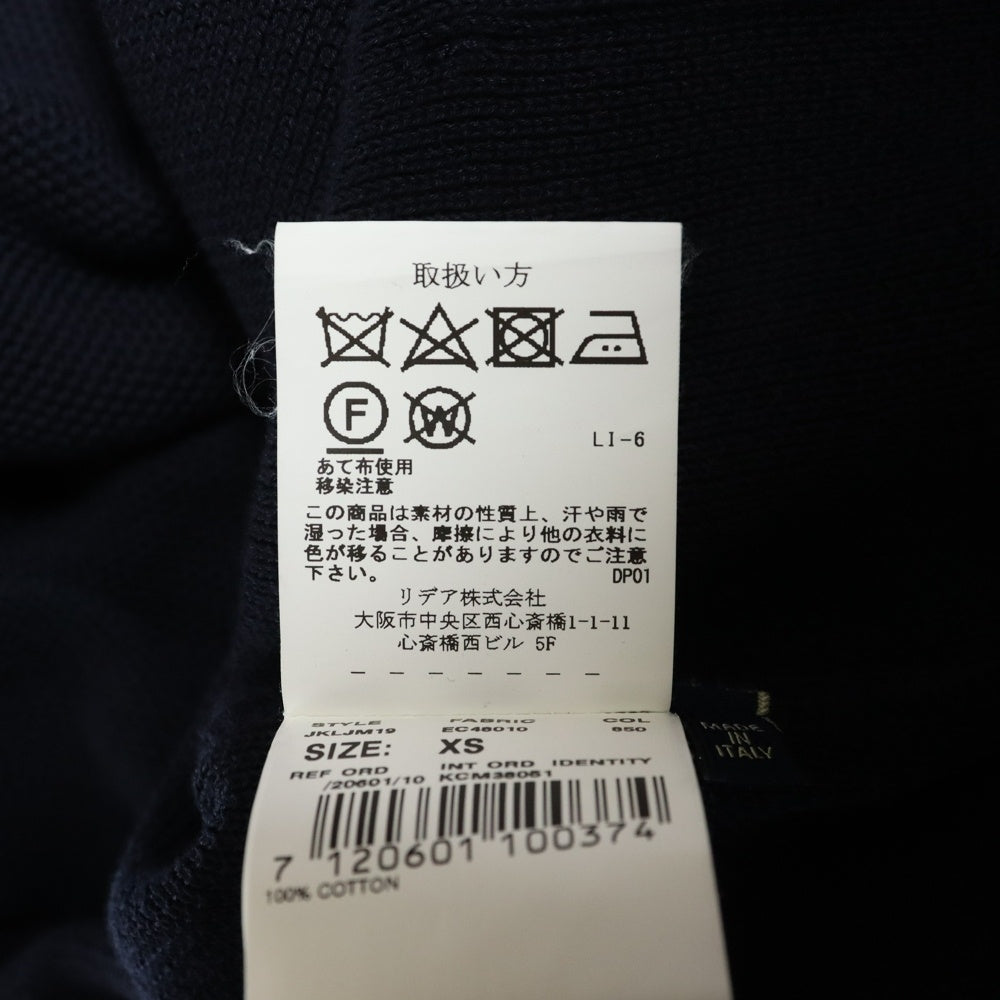 取扱い方
F
W
LI-6
あて布使用
移染注意
この商品は素材の性質上、汗や雨で
湿った場合、摩擦により他の衣料に
色が移ることがありますのでご注意
下さい。 DP01
リデア株式会社
大阪市中央区西心斎橋1-1-11
心斎橋西ビル 5F
STYLE FABRIC COL
JKLJM19 EC46010 650
SIZE: XS
REF ORD INT ORD IDENTITY
/20601/10 KCM36051
7 120601 100374
100% COTTON
MADE
IN
ITALY